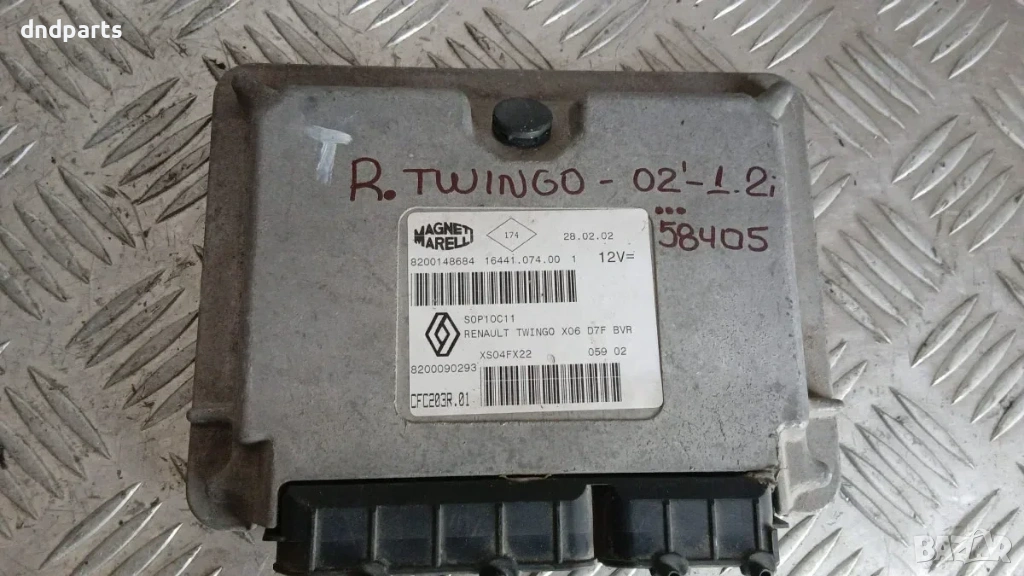 dndparts
T
R. TWINGO - 02' - 1.2i
...
58405
MAGNETI MARELLI
174
28.02.02
8200148684 16441.074.00 1 12V=
S0P10C11
RENAULT TWINGO X06 D7F BVR
XS04FX22 059 02
8200090293
CFC203R.01
BAZAR